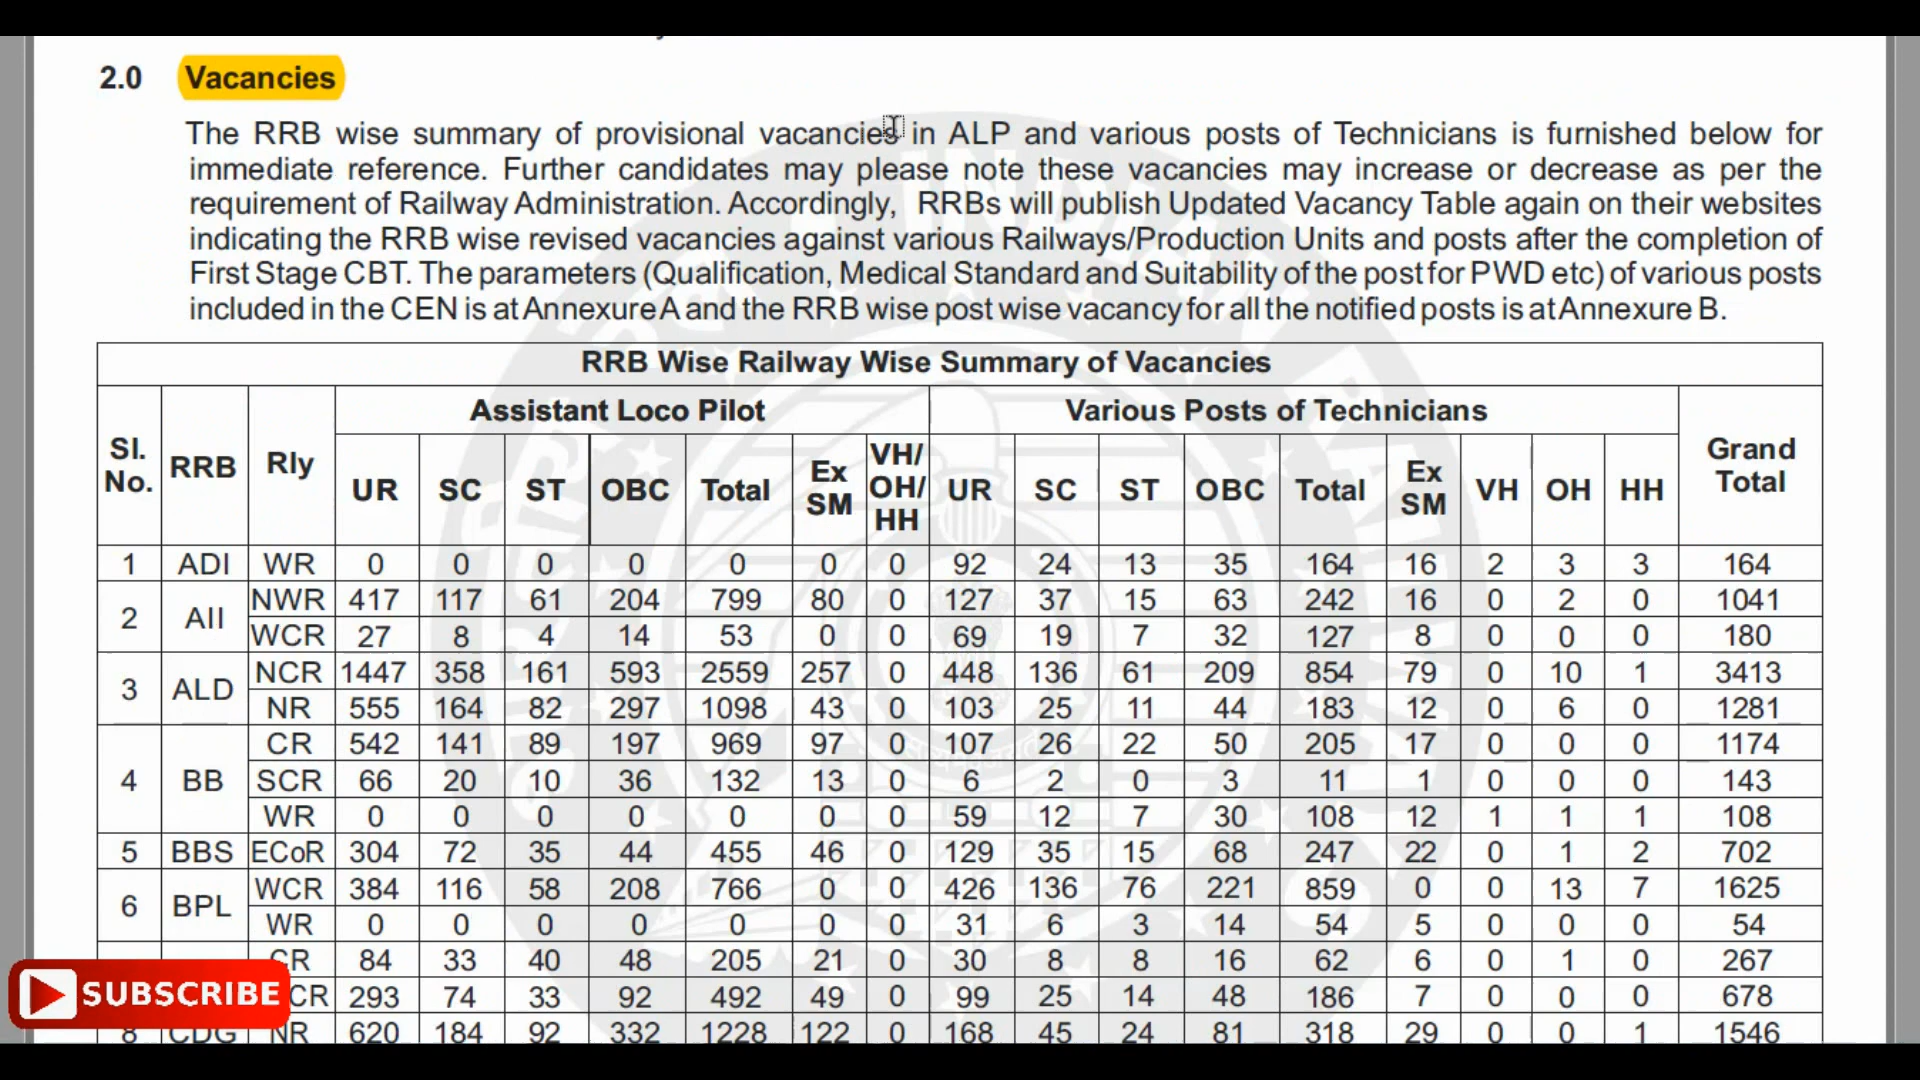 2.0 Vacancies
The RRB wise summary of provisional vacancies in ALP and various posts of Technicians is furnished below for
immediate reference. Further candidates may please note these vacancies may increase or decrease as per the
requirement of Railway Administration. Accordingly, RRBs will publish Updated Vacancy Table again on their websites
indicating the RRB wise revised vacancies against various Railways/Production Units and posts after the completion of
First Stage CBT. The parameters (Qualification, Medical Standard and Suitability of the post for PWD etc) of various posts
included in the CEN is at Annexure A and the RRB wise post wise vacancy for all the notified posts is at Annexure B.
RRB Wise Railway Wise Summary of Vacancies
Sl. No. RRB Rly Assistant Loco Pilot Various Posts of Technicians Grand Total
UR SC ST OBC Total Ex SM VH/ OH/ HH UR SC ST OBC Total Ex SM VH OH HH
1 ADI WR 0 0 0 0 0 0 0 92 24 13 35 164 16 2 3 3 164
2 AII NWR 417 117 61 204 799 80 0 127 37 15 63 242 16 0 2 0 1041
WCR 27 8 4 14 53 0 0 69 19 7 32 127 8 0 0 0 180
3 ALD NCR 1447 358 161 593 2559 257 0 448 136 61 209 854 79 0 10 1 3413
NR 555 164 82 297 1098 43 0 103 25 11 44 183 12 0 6 0 1281
4 BB CR 542 141 89 197 969 97 0 107 26 22 50 205 17 0 0 0 1174
SCR 66 20 10 36 132 13 0 6 2 0 3 11 1 0 0 0 143
WR 0 0 0 0 0 0 0 59 12 7 30 108 12 1 1 1 108
5 BBS ECoR 304 72 35 44 455 46 0 129 35 15 68 247 22 0 1 2 702
6 BPL WCR 384 116 58 208 766 0 0 426 136 76 221 859 0 0 13 7 1625
WR 0 0 0 0 0 0 0 31 6 3 14 54 5 0 0 0 54
CR 84 33 40 48 205 21 0 30 8 8 16 62 6 0 1 0 267
CR 293 74 33 92 492 49 0 99 25 14 48 186 7 0 0 0 678
8 CDG NR 620 184 92 332 1228 122 0 168 45 24 81 318 29 0 0 1 1546
SUBSCRIBE